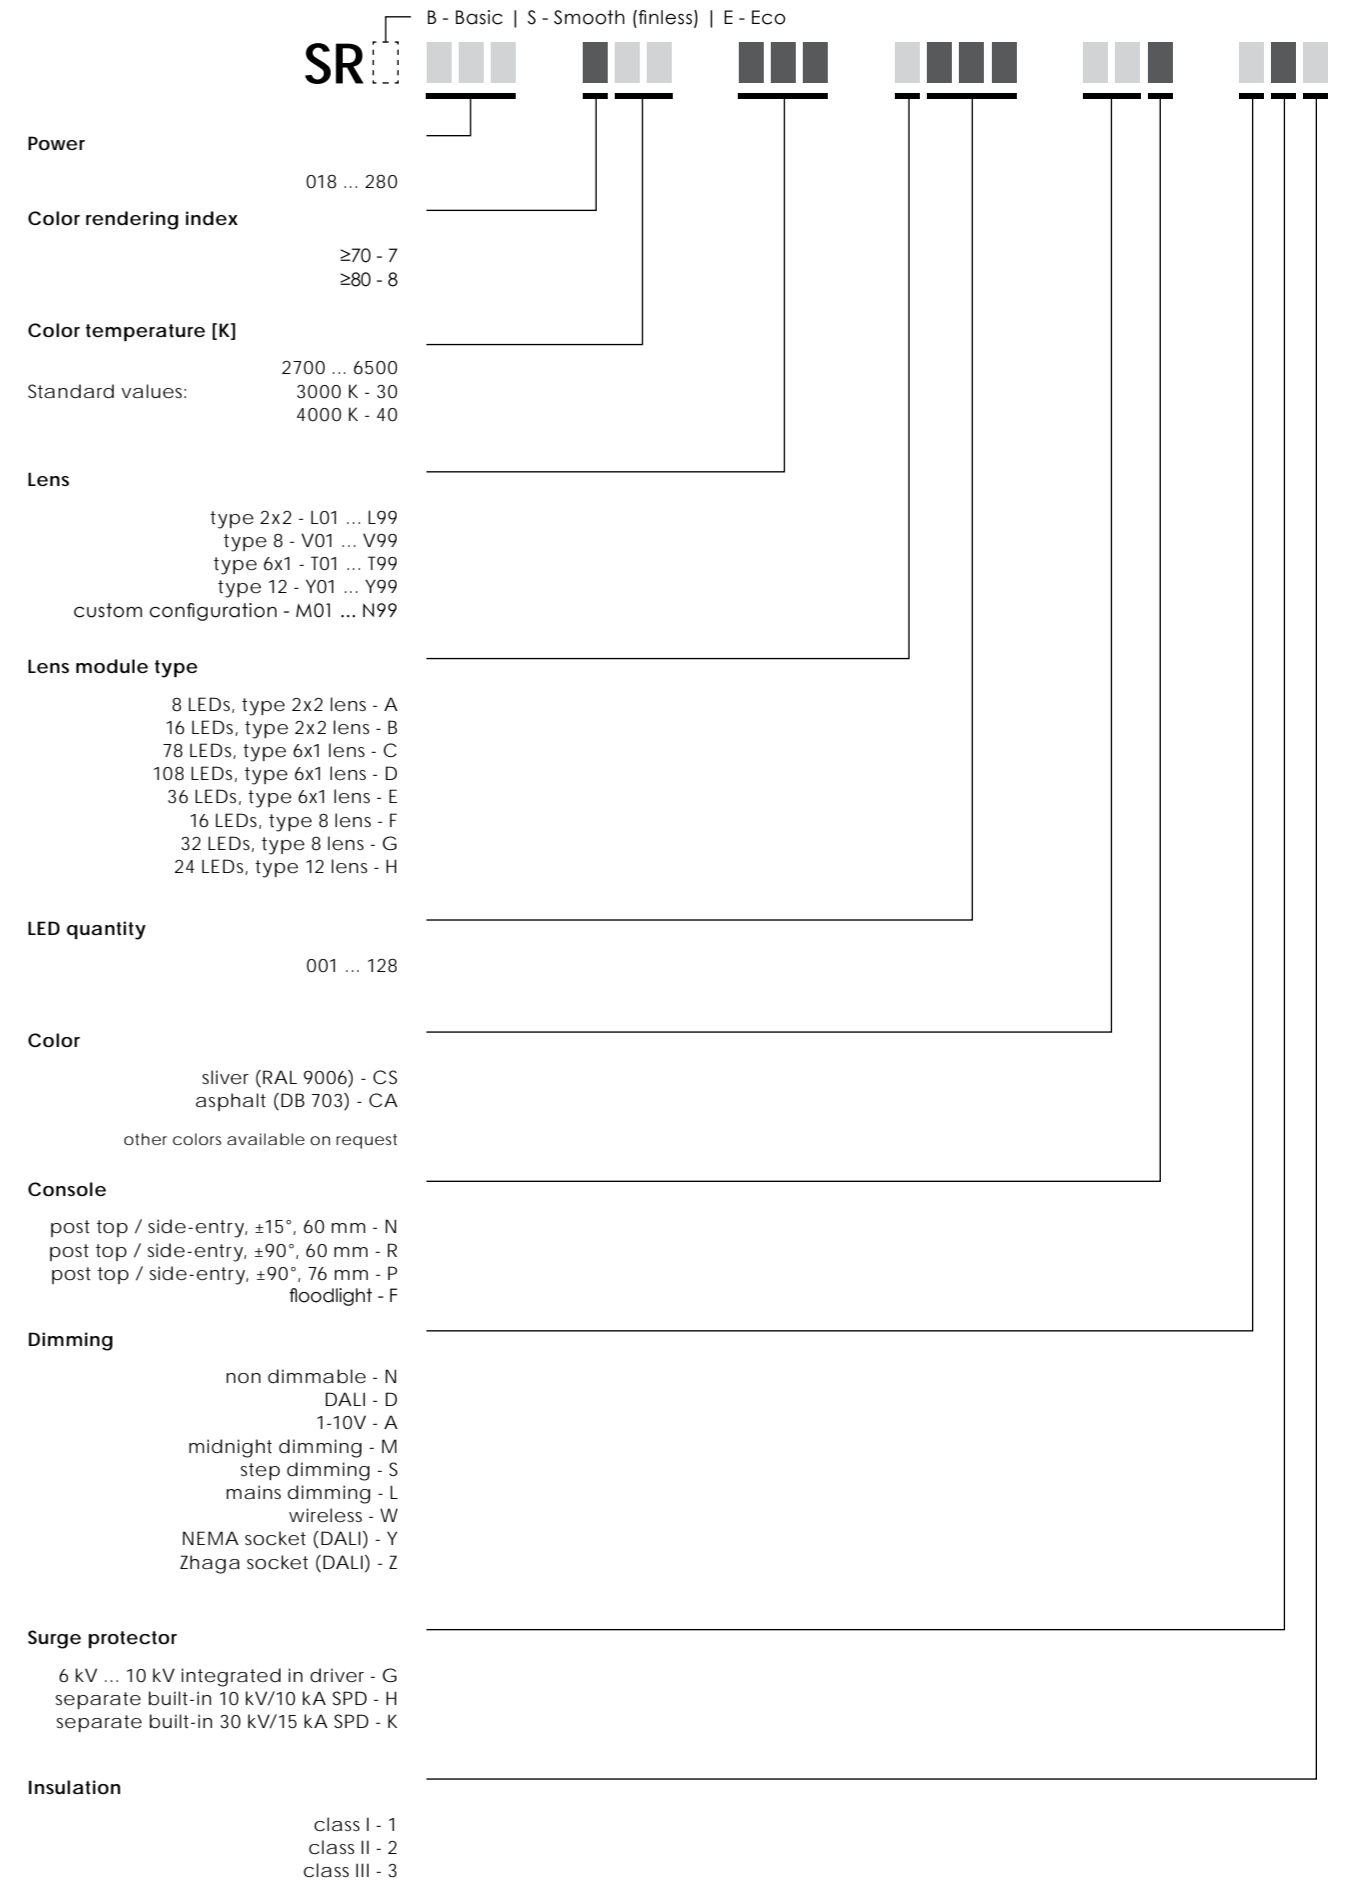 B - Basic | S - Smooth (finless) | E - Eco
SR
Power
018 ... 280
Color rendering index
≥70 - 7
≥80 - 8
Color temperature [K]
2700 ... 6500
Standard values: 3000 K - 30
4000 K - 40
Lens
type 2x2 - L01 ... L99
type 8 - V01 ... V99
type 6x1 - T01 ... T99
type 12 - Y01 ... Y99
custom configuration - M01 ... N99
Lens module type
8 LEDs, type 2x2 lens - A
16 LEDs, type 2x2 lens - B
78 LEDs, type 6x1 lens - C
108 LEDs, type 6x1 lens - D
36 LEDs, type 6x1 lens - E
16 LEDs, type 8 lens - F
32 LEDs, type 8 lens - G
24 LEDs, type 12 lens - H
LED quantity
001 ... 128
Color
sliver (RAL 9006) - CS
asphalt (DB 703) - CA
other colors available on request
Console
post top / side-entry, ±15°, 60 mm - N
post top / side-entry, ±90°, 60 mm - R
post top / side-entry, ±90°, 76 mm - P
floodlight - F
Dimming
non dimmable - N
DALI - D
1-10V - A
midnight dimming - M
step dimming - S
mains dimming - L
wireless - W
NEMA socket (DALI) - Y
Zhaga socket (DALI) - Z
Surge protector
6 kV ... 10 kV integrated in driver - G
separate built-in 10 kV/10 kA SPD - H
separate built-in 30 kV/15 kA SPD - K
Insulation
class I - 1
class II - 2
class III - 3